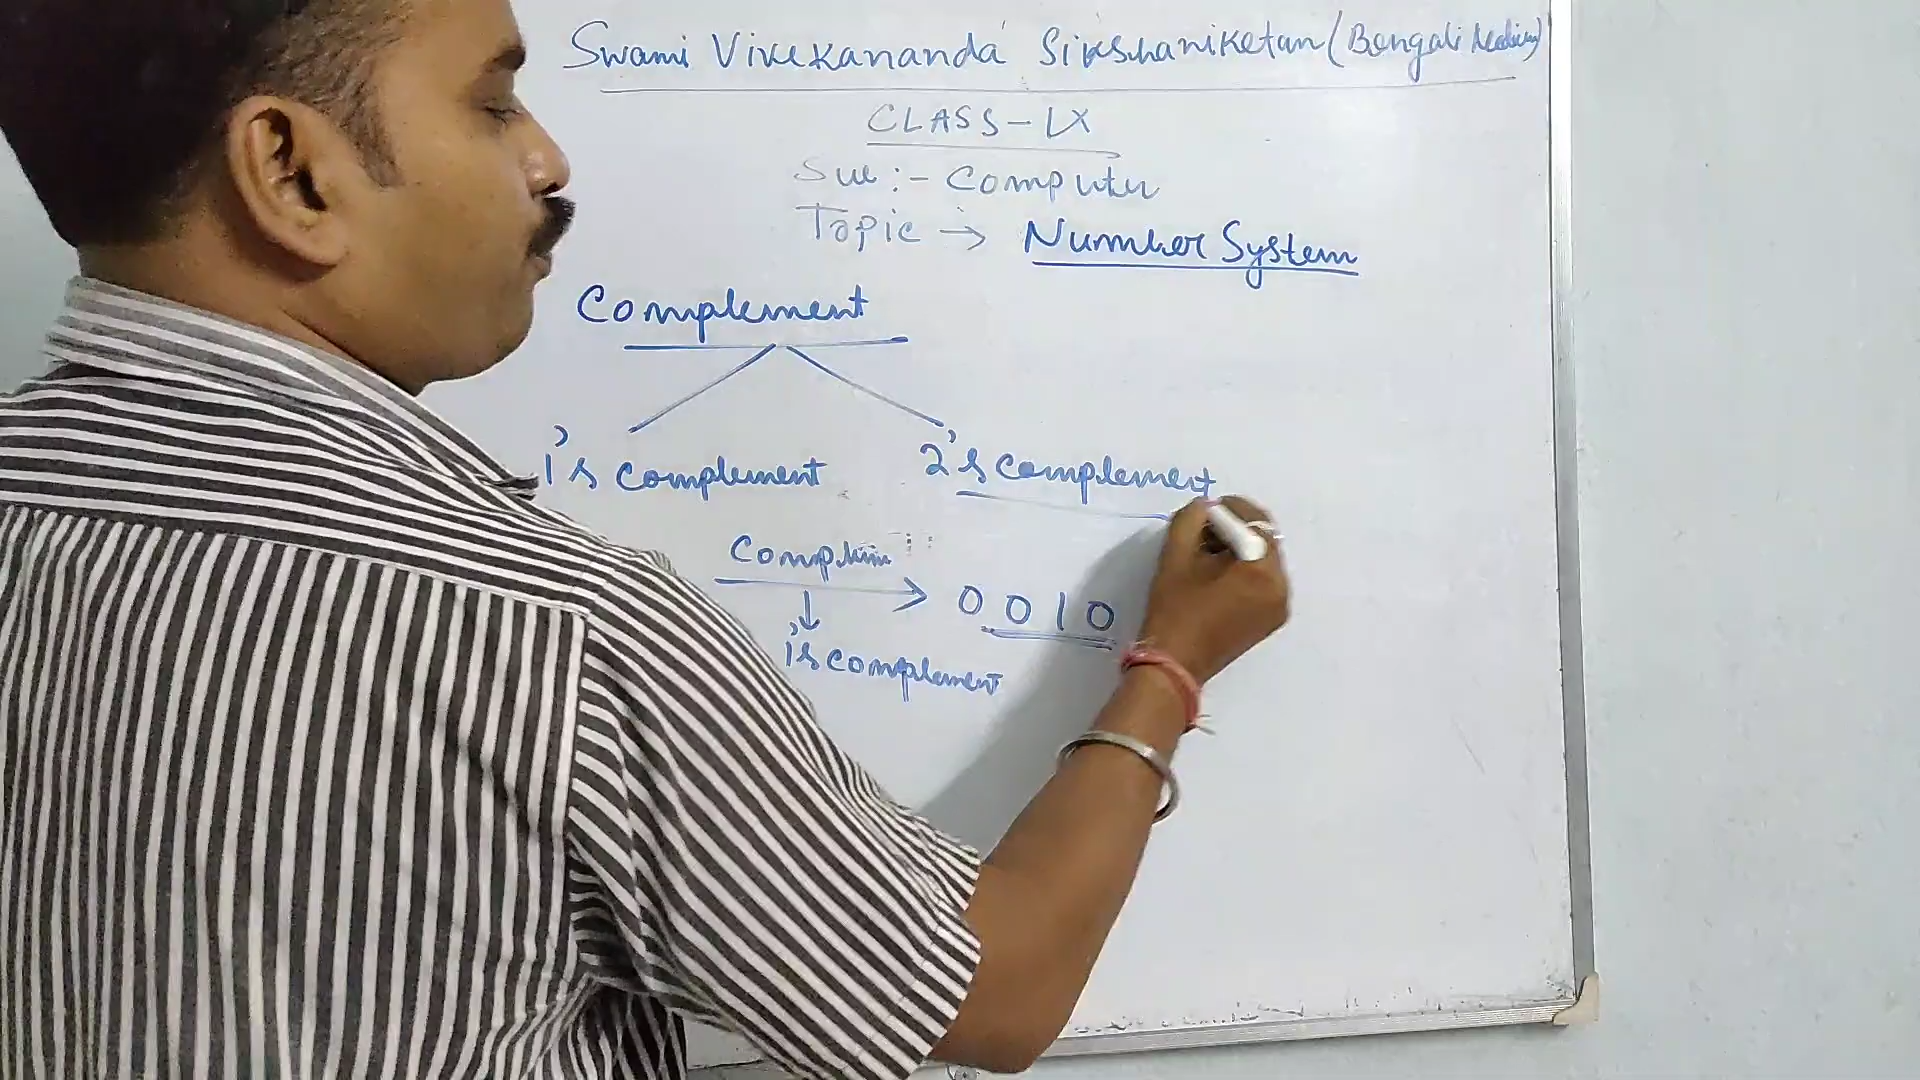 Swami Vivekananda Sikshaniketan (Bengali Medium)
CLASS - IX
Sub :- Computer
Topic → Number System
Complement
1's complement 2's complement
0 0 1 0
1's complement